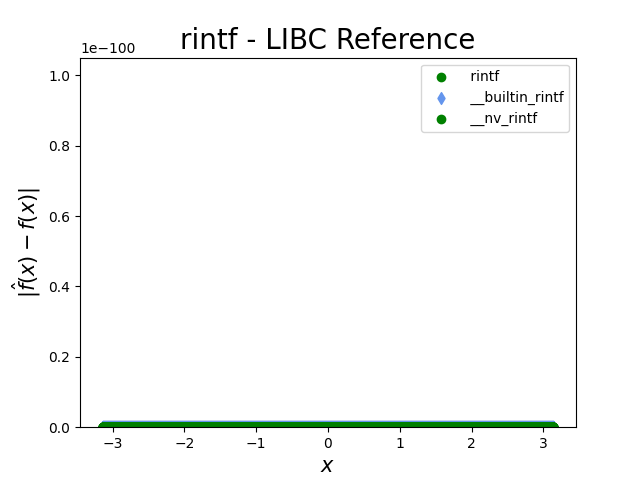 rintf - LIBC Reference
1e−100
1.0
0.8
0.6
0.4
0.2
0.0
|f̂(x) − f(x)|
rintf
__builtin_rintf
__nv_rintf
−3
−2
−1
0
1
2
3
x